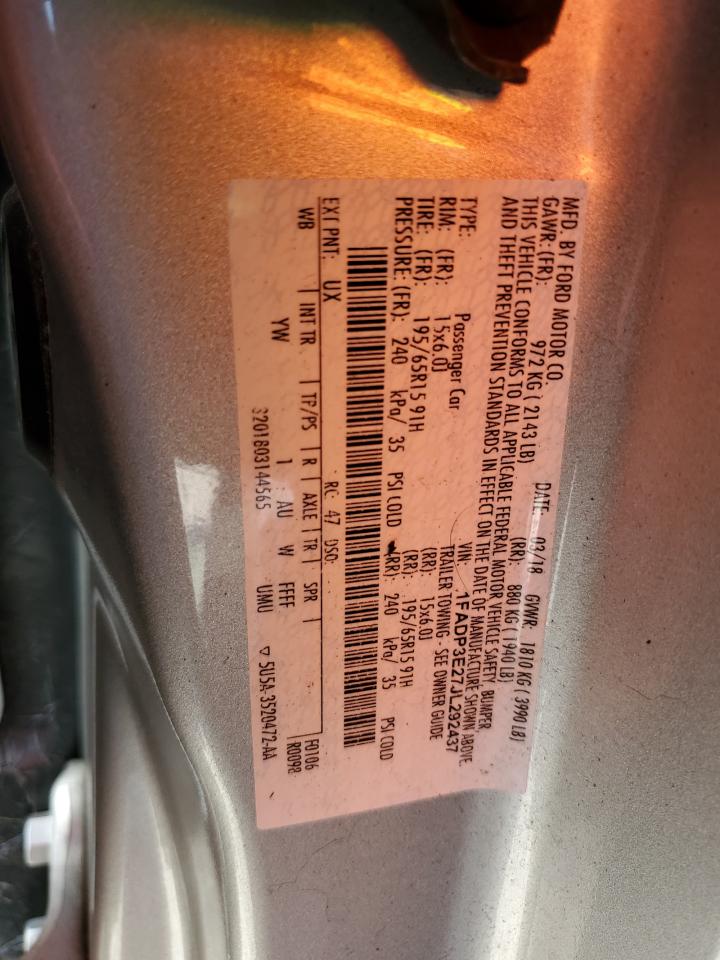 MFD. BY FORD MOTOR CO. DATE: 03/18 GVWR: 1810 KG ( 3990 LB)
GAWR: (FR): 972 KG ( 2143 LB) (RR): 880 KG ( 1940 LB)
THIS VEHICLE CONFORMS TO ALL APPLICABLE FEDERAL MOTOR VEHICLE SAFETY, BUMPER,
AND THEFT PREVENTION STANDARDS IN EFFECT ON THE DATE OF MANUFACTURE SHOWN ABOVE.
VIN: 1FADP3E27JL292437
TYPE: Passenger Car TRAILER TOWING - SEE OWNER GUIDE
RIM: (FR): 15x6.0J (RR): 15x6.0J
TIRE: (FR): 195/65R15 91H (RR): 195/65R15 91H
PRESSURE: (FR): 240 kPa/ 35 PSI COLD (RR): 240 kPa/ 35 PSI COLD
EXT PNT: UX RC: 47 DSO: F0106
WB INT TR TP/PS R AXLE TR SPR R0098
YW 1 AU W FFFF
3201803144565 UMU ▽ 5U5A-3520472-AA